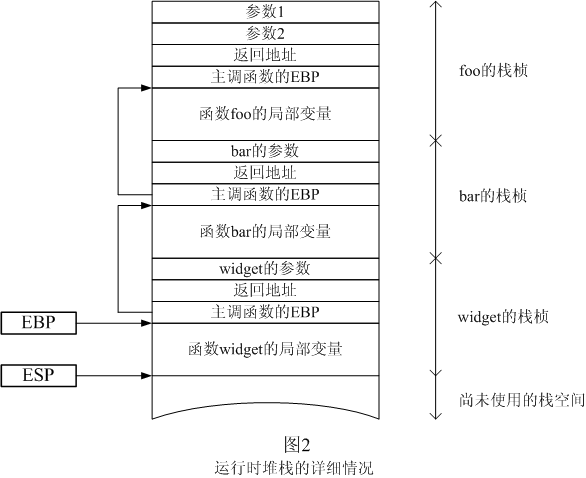 参数1
参数2
返回地址
主调函数的EBP
函数foo的局部变量
foo的栈桢
bar的参数
返回地址
主调函数的EBP
函数bar的局部变量
bar的栈桢
widget的参数
返回地址
主调函数的EBP
函数widget的局部变量
widget的栈桢
EBP
ESP
尚未使用的栈空间
图2
运行时堆栈的详细情况